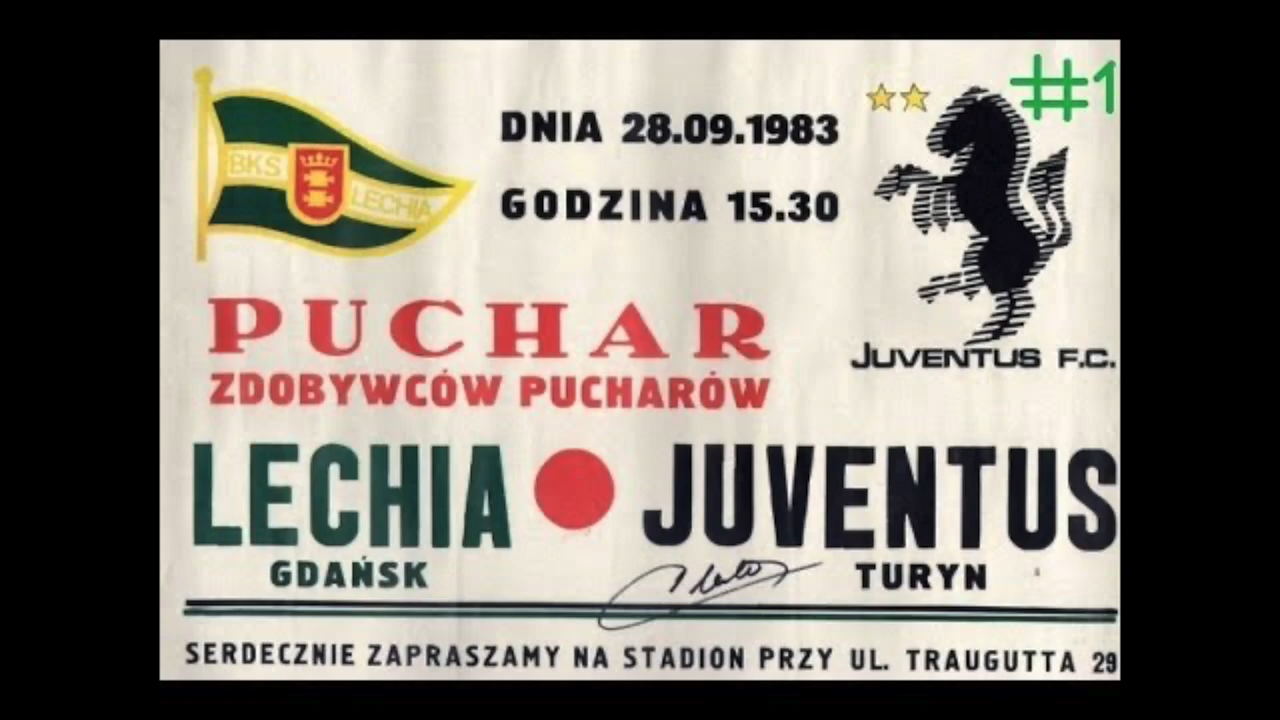 #1
DNIA 28.09.1983
GODZINA 15.30
BKS
LECHIA
JUVENTUS F.C.
PUCHAR
ZDOBYWCÓW PUCHARÓW
LECHIA JUVENTUS
GDAŃSK TURYN
SERDECZNIE ZAPRASZAMY NA STADION PRZY UL. TRAUGUTTA 29